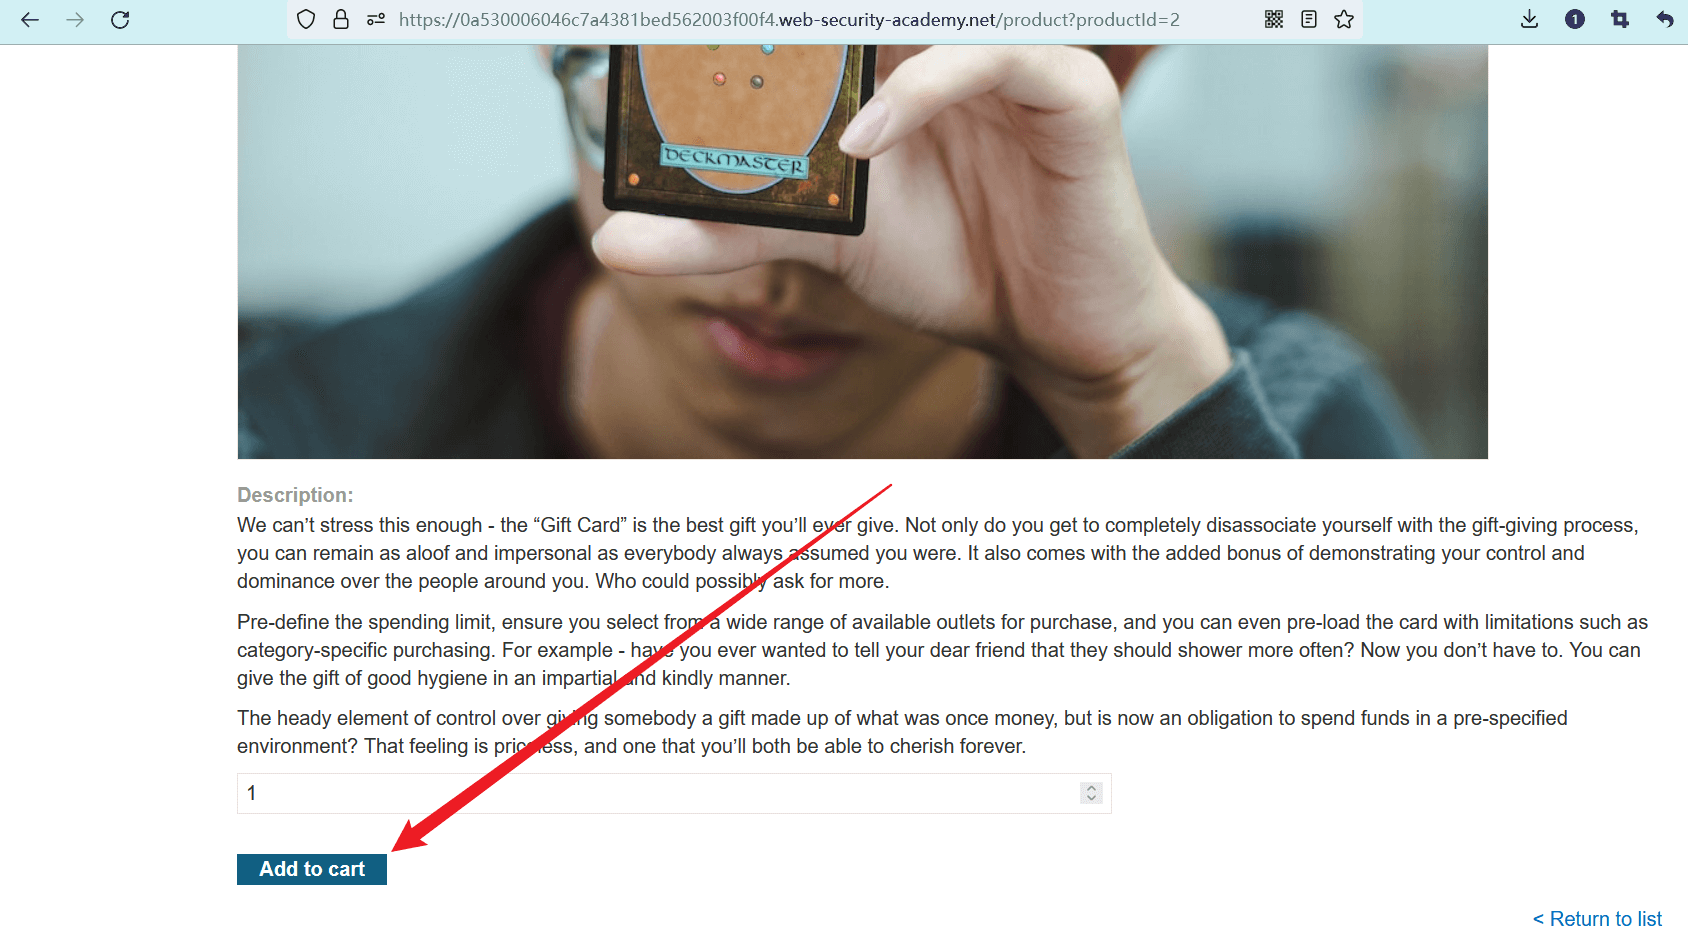 https://0a530006046c7a4381bed562003f00f4.web-security-academy.net/product?productId=2
1
DECKMASTER
Description:
We can’t stress this enough - the “Gift Card” is the best gift you’ll ever give. Not only do you get to completely disassociate yourself with the gift-giving process,
you can remain as aloof and impersonal as everybody always assumed you were. It also comes with the added bonus of demonstrating your control and
dominance over the people around you. Who could possibly ask for more.
Pre-define the spending limit, ensure you select from a wide range of available outlets for purchase, and you can even pre-load the card with limitations such as
category-specific purchasing. For example - have you ever wanted to tell your dear friend that they should shower more often? Now you don’t have to. You can
give the gift of good hygiene in an impartial and kindly manner.
The heady element of control over giving somebody a gift made up of what was once money, but is now an obligation to spend funds in a pre-specified
environment? That feeling is priceless, and one that you’ll both be able to cherish forever.
1
Add to cart
< Return to list